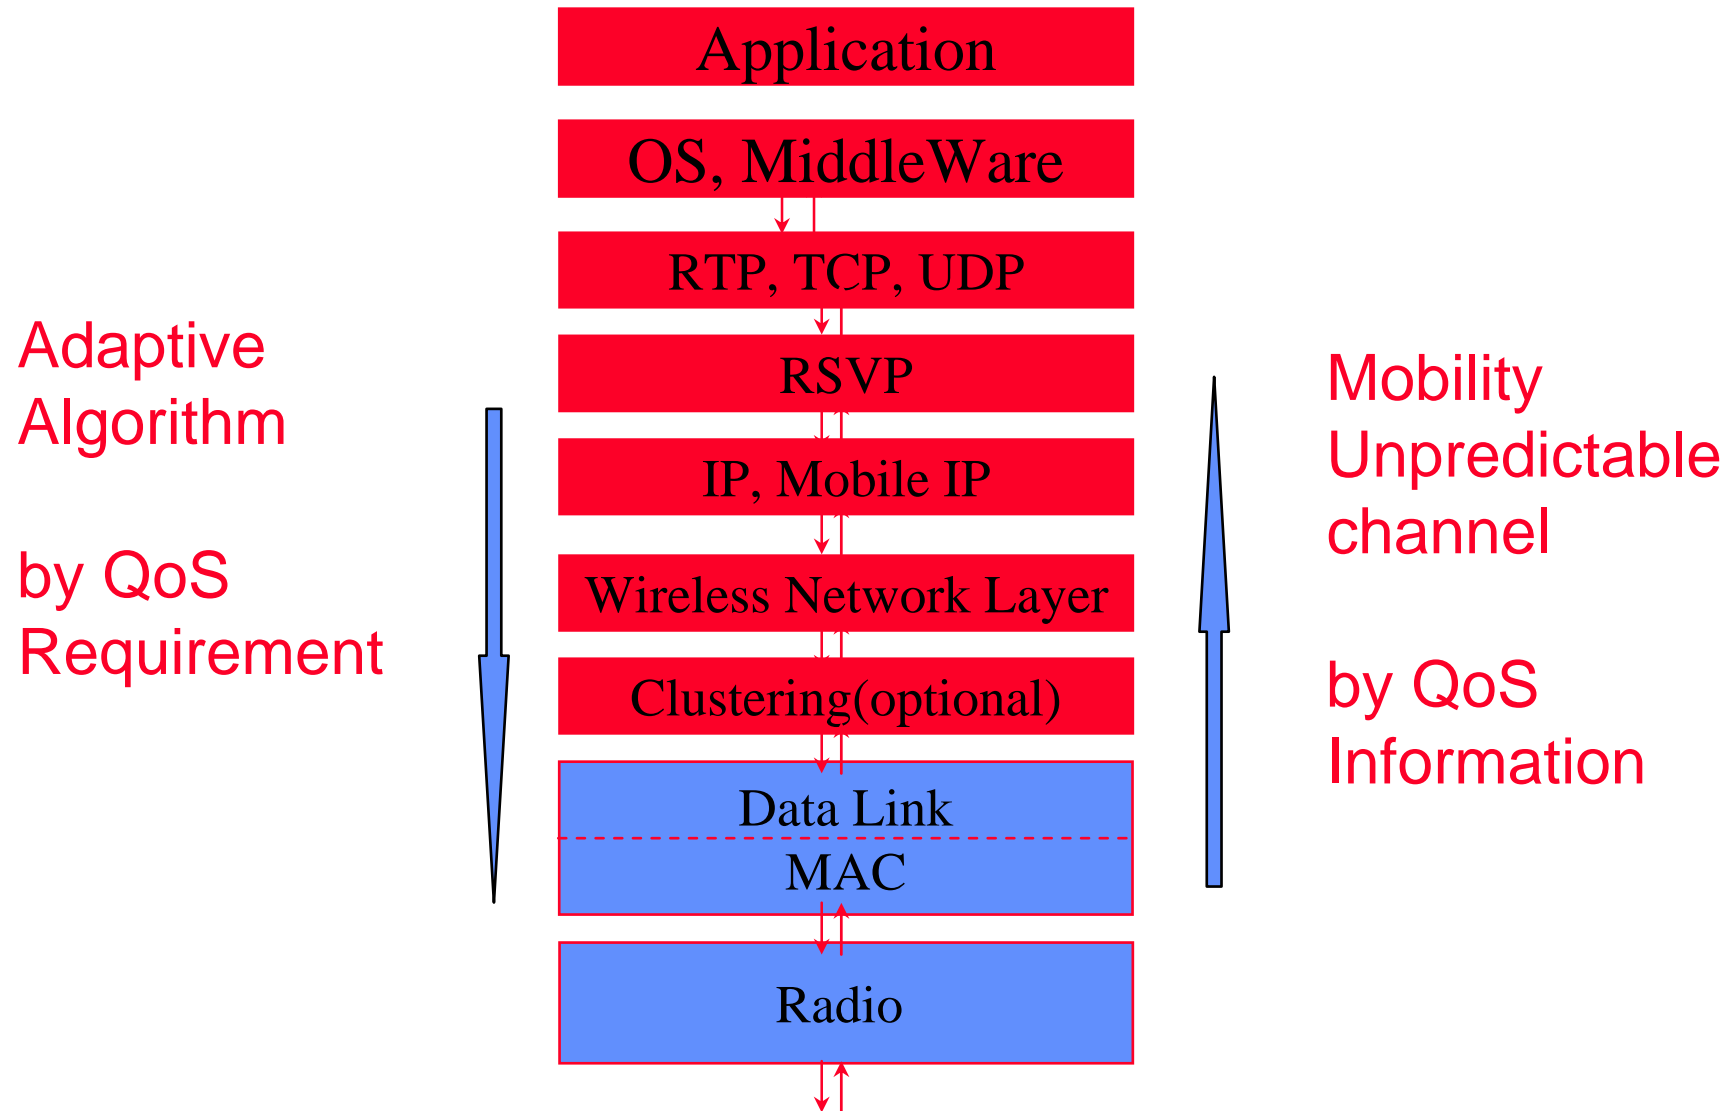 Application
OS, MiddleWare
RTP, TCP, UDP
RSVP
IP, Mobile IP
Wireless Network Layer
Clustering(optional)
Data Link
MAC
Radio
Adaptive
Algorithm
by QoS
Requirement
Mobility
Unpredictable
channel
by QoS
Information